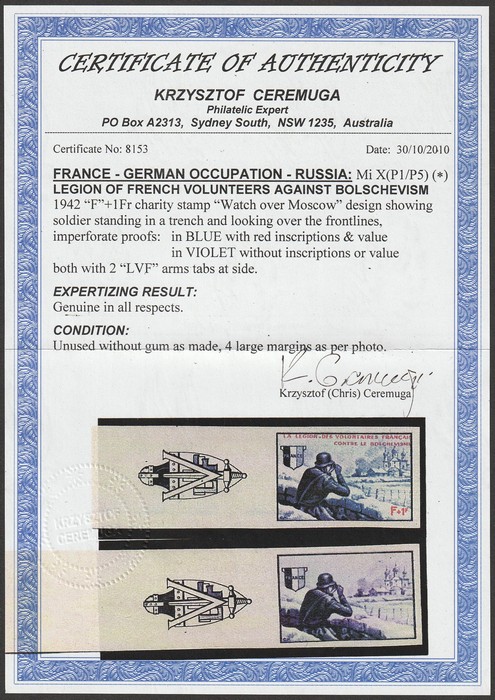 CERTIFICATE OF AUTHENTICITY
KRZYSZTOF CEREMUGA
Philatelic Expert
PO Box A2313, Sydney South, NSW 1235, Australia
Certificate No: 8153 Date: 30/10/2010
FRANCE - GERMAN OCCUPATION - RUSSIA: Mi X(P1/P5) (*)
LEGION OF FRENCH VOLUNTEERS AGAINST BOLSCHEVISM
1942 "F"+1Fr charity stamp "Watch over Moscow" design showing
soldier standing in a trench and looking over the frontlines,
imperforate proofs: in BLUE with red inscriptions & value
in VIOLET without inscriptions or value
both with 2 "LVF" arms tabs at side.
EXPERTIZING RESULT:
Genuine in all respects.
CONDITION:
Unused without gum as made, 4 large margins as per photo.
K. Ceremuga
Krzysztof (Chris) Ceremuga
LA LEGION DES VOLONTAIRES FRANCAIS
CONTRE LE BOLCHEVISME
FRANCE
F+1F
KRZYSZTOF
FRANCE